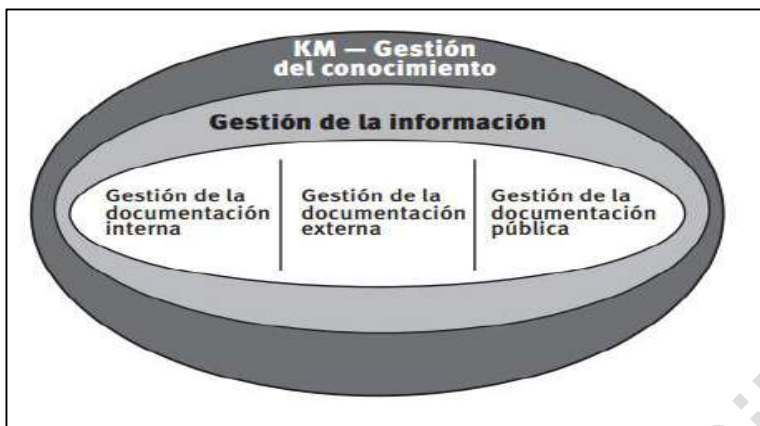 KM — Gestión
del conocimiento
Gestión de la información
Gestión de la
documentación
interna
Gestión de la
documentación
externa
Gestión de la
documentación
pública